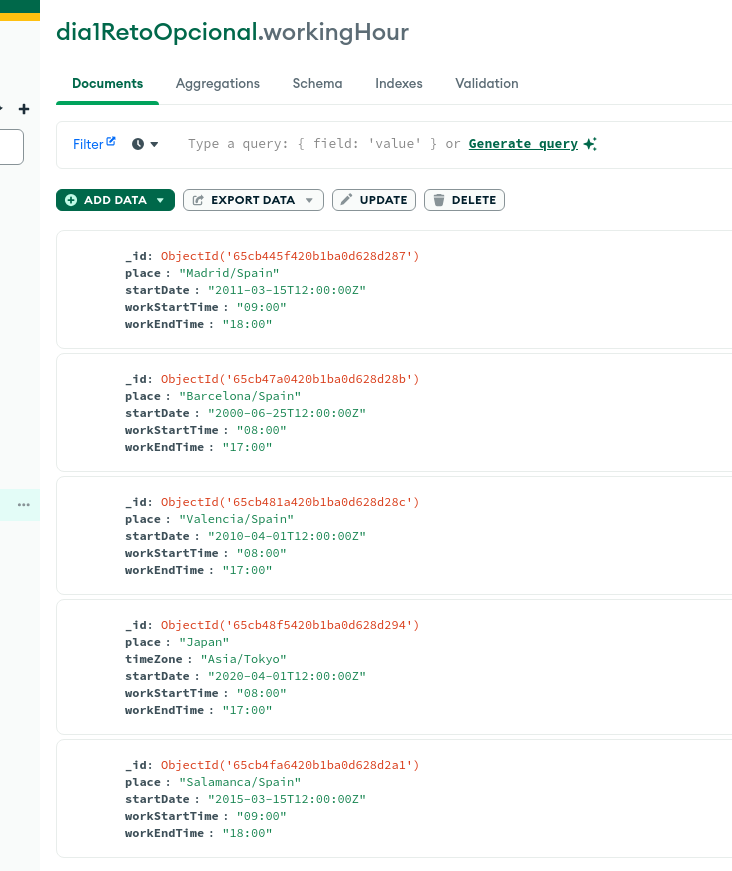 dia1RetoOpcional.workingHour
Documents Aggregations Schema Indexes Validation
Filter Type a query: { field: 'value' } or Generate query
ADD DATA EXPORT DATA UPDATE DELETE
_id: ObjectId('65cb445f420b1ba0d628d287')
place : "Madrid/Spain"
startDate : "2011-03-15T12:00:00Z"
workStartTime : "09:00"
workEndTime : "18:00"
_id: ObjectId('65cb47a0420b1ba0d628d28b')
place : "Barcelona/Spain"
startDate : "2000-06-25T12:00:00Z"
workStartTime : "08:00"
workEndTime : "17:00"
_id: ObjectId('65cb481a420b1ba0d628d28c')
place : "Valencia/Spain"
startDate : "2010-04-01T12:00:00Z"
workStartTime : "08:00"
workEndTime : "17:00"
_id: ObjectId('65cb48f5420b1ba0d628d294')
place : "Japan"
timeZone : "Asia/Tokyo"
startDate : "2020-04-01T12:00:00Z"
workStartTime : "08:00"
workEndTime : "17:00"
_id: ObjectId('65cb4fa6420b1ba0d628d2a1')
place : "Salamanca/Spain"
startDate : "2015-03-15T12:00:00Z"
workStartTime : "09:00"
workEndTime : "18:00"